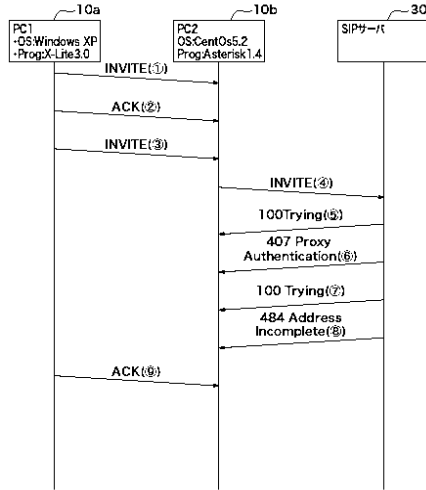 10a
10b
30
PC1
・OS:Windows XP
・Prog:X-Lite3.0
PC2
OS:CentOs5.2
Prog:Asterisk1.4
SIPサーバ
INVITE(①)
ACK(②)
INVITE(③)
INVITE(④)
100Trying(⑤)
407 Proxy
Authentication(⑥)
100 Trying(⑦)
484 Address
Incomplete(⑧)
ACK(⑨)